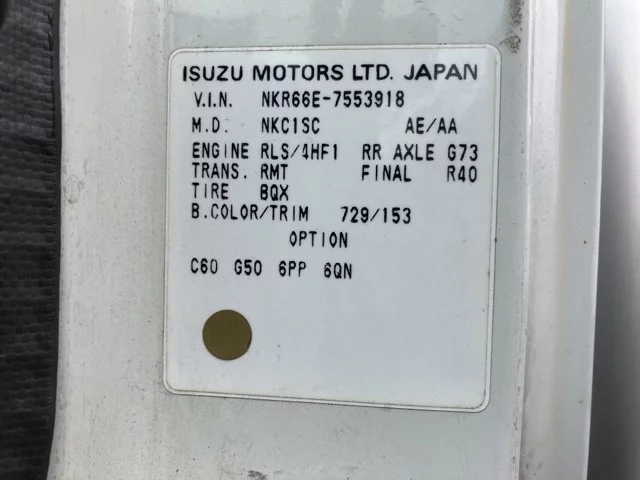 ISUZU MOTORS LTD. JAPAN
V.I.N. NKR66E-7553918
M.D. NKC1SC AE/AA
ENGINE RLS/4HF1 RR AXLE G73
TRANS. RMT FINAL R40
TIRE BQX
B.COLOR/TRIM 729/153
OPTION
C60 G50 6PP 6QN